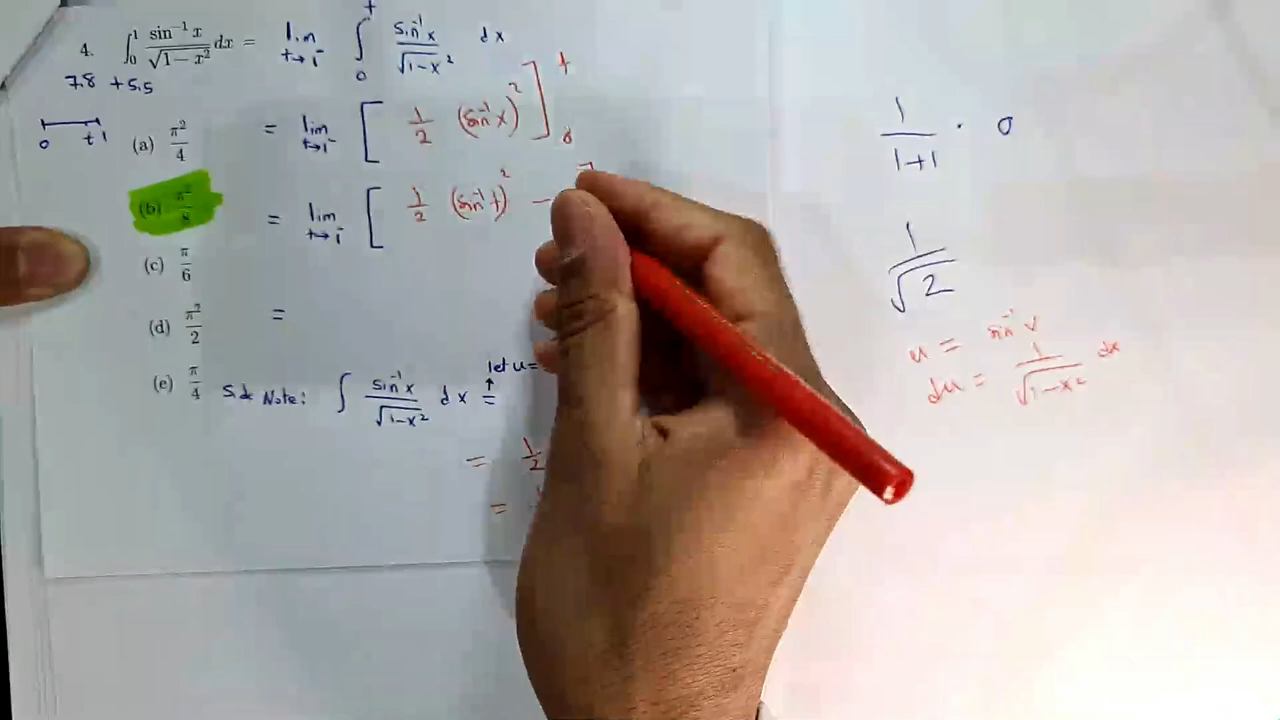 4. ∫₀¹ sin⁻¹ x / √(1−x²) dx = lim t→1⁻ ∫₀ᵗ sin⁻¹x / √(1−x²) dx
7.8 + 5.5
0 t 1
= lim t→1⁻ [ 1/2 (sin⁻¹x)² ]₀ᵗ
(a) π²/4
= lim t→1⁻ [ 1/2 (sin⁻¹t)² −
(b) π²/8
(c) π/6
(d) π²/2
=
(e) π/4
Side Note: ∫ sin⁻¹x / √(1−x²) dx =
let u=
= 1/2
=
1/(1+1) · 0
1/√2
u = sin⁻¹
du = 1/√(1−x²) dx